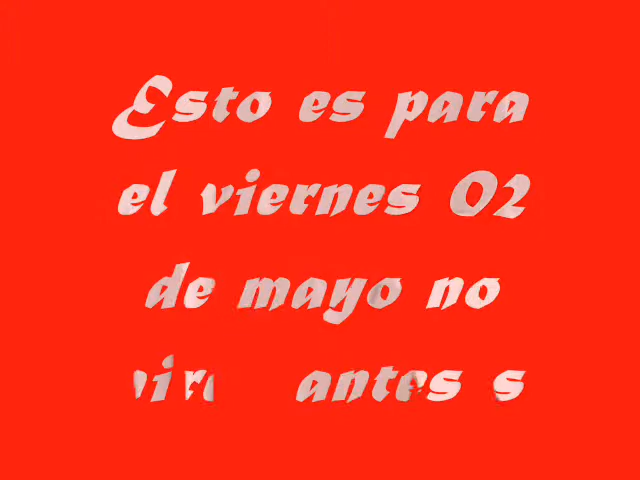 Esto es para
el viernes 02
de mayo no
antes s